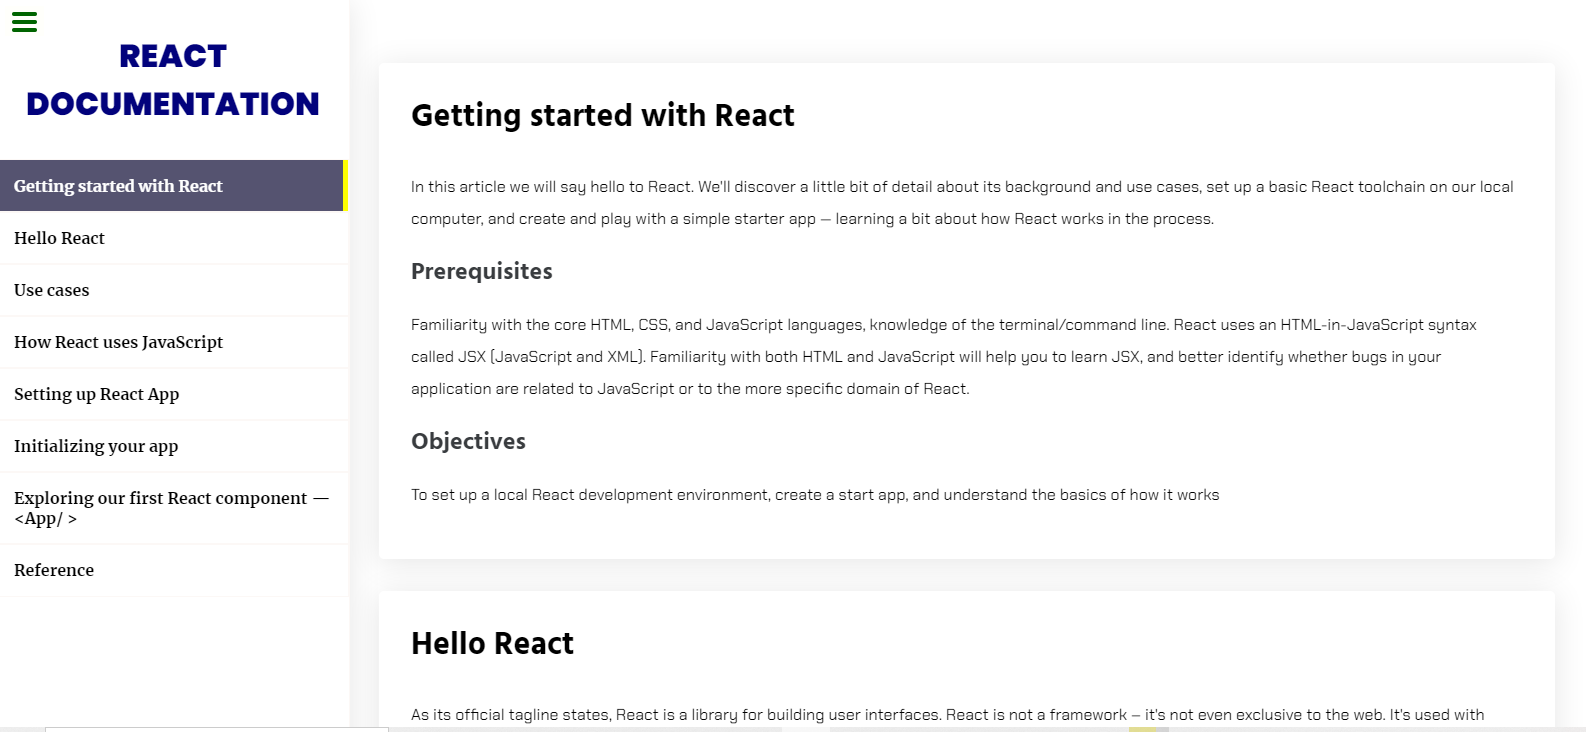 REACT
DOCUMENTATION
Getting started with React
Hello React
Use cases
How React uses JavaScript
Setting up React App
Initializing your app
Exploring our first React component —
<App/ >
Reference
Getting started with React
In this article we will say hello to React. We'll discover a little bit of detail about its background and use cases, set up a basic React toolchain on our local
computer, and create and play with a simple starter app — learning a bit about how React works in the process.
Prerequisites
Familiarity with the core HTML, CSS, and JavaScript languages, knowledge of the terminal/command line. React uses an HTML-in-JavaScript syntax
called JSX (JavaScript and XML). Familiarity with both HTML and JavaScript will help you to learn JSX, and better identify whether bugs in your
application are related to JavaScript or to the more specific domain of React.
Objectives
To set up a local React development environment, create a start app, and understand the basics of how it works
Hello React
As its official tagline states, React is a library for building user interfaces. React is not a framework – it's not even exclusive to the web. It's used with